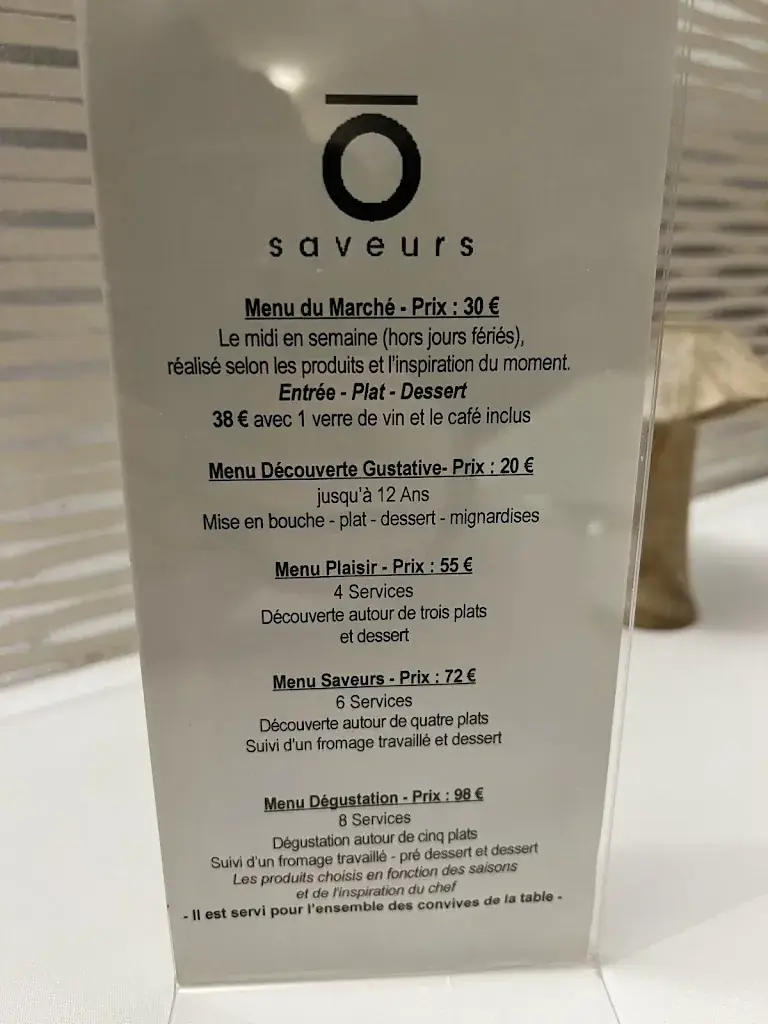 Ō
saveurs
Menu du Marché - Prix : 30 €
Le midi en semaine (hors jours fériés),
réalisé selon les produits et l'inspiration du moment.
Entrée - Plat - Dessert
38 € avec 1 verre de vin et le café inclus
Menu Découverte Gustative- Prix : 20 €
jusqu'à 12 Ans
Mise en bouche - plat - dessert - mignardises
Menu Plaisir - Prix : 55 €
4 Services
Découverte autour de trois plats
et dessert
Menu Saveurs - Prix : 72 €
6 Services
Découverte autour de quatre plats
Suivi d'un fromage travaillé et dessert
Menu Dégustation - Prix : 98 €
8 Services
Dégustation autour de cinq plats
Suivi d'un fromage travaillé - pré dessert et dessert
Les produits choisis en fonction des saisons
et de l'inspiration du chef
- Il est servi pour l'ensemble des convives de la table -